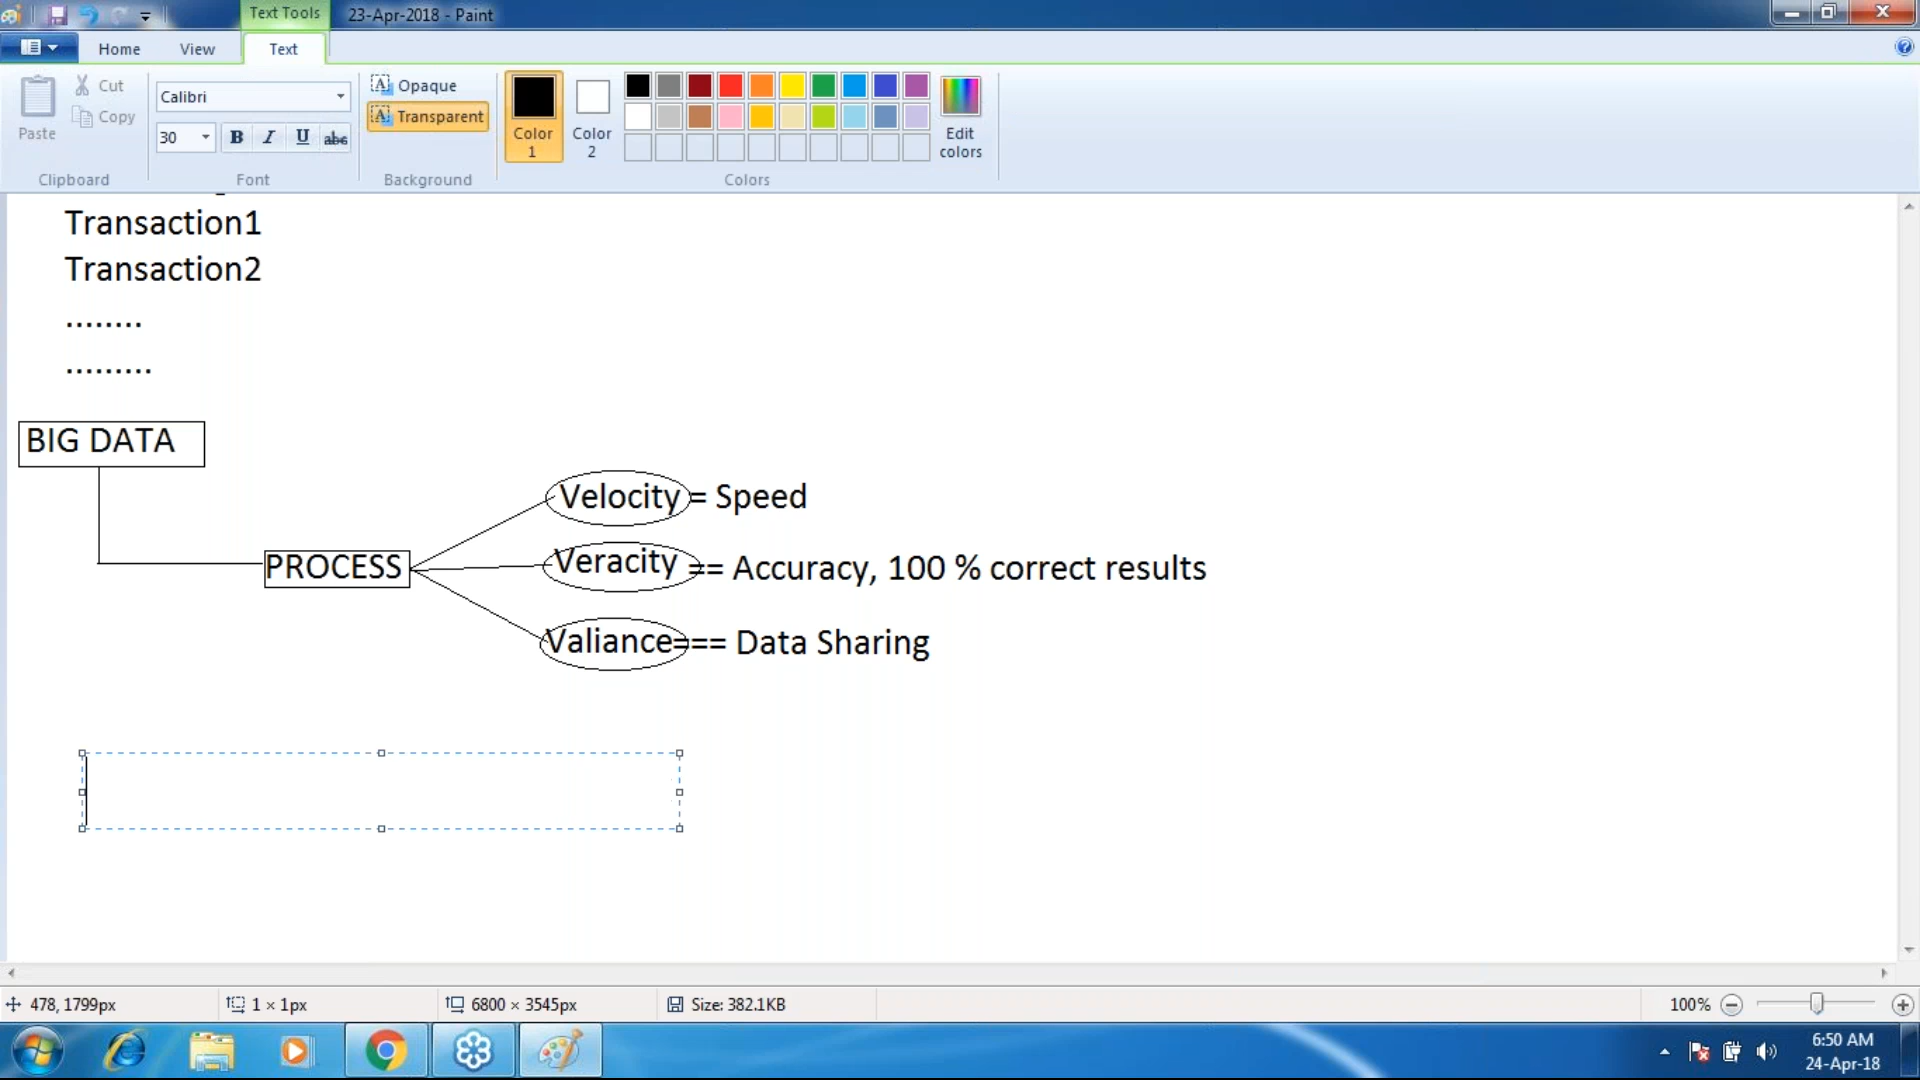 Text Tools
23-Apr-2018 - Paint
Home
View
Text
Paste
Cut
Copy
Clipboard
Calibri
30
B I U abc
Font
Opaque
Transparent
Background
Color 1
Color 2
Edit colors
Colors
Transaction1
Transaction2
........
.........
BIG DATA
Velocity = Speed
PROCESS
Veracity == Accuracy, 100 % correct results
Valiance=== Data Sharing
478, 1799px
1 × 1px
6800 × 3545px
Size: 382.1KB
100%
6:50 AM
24-Apr-18